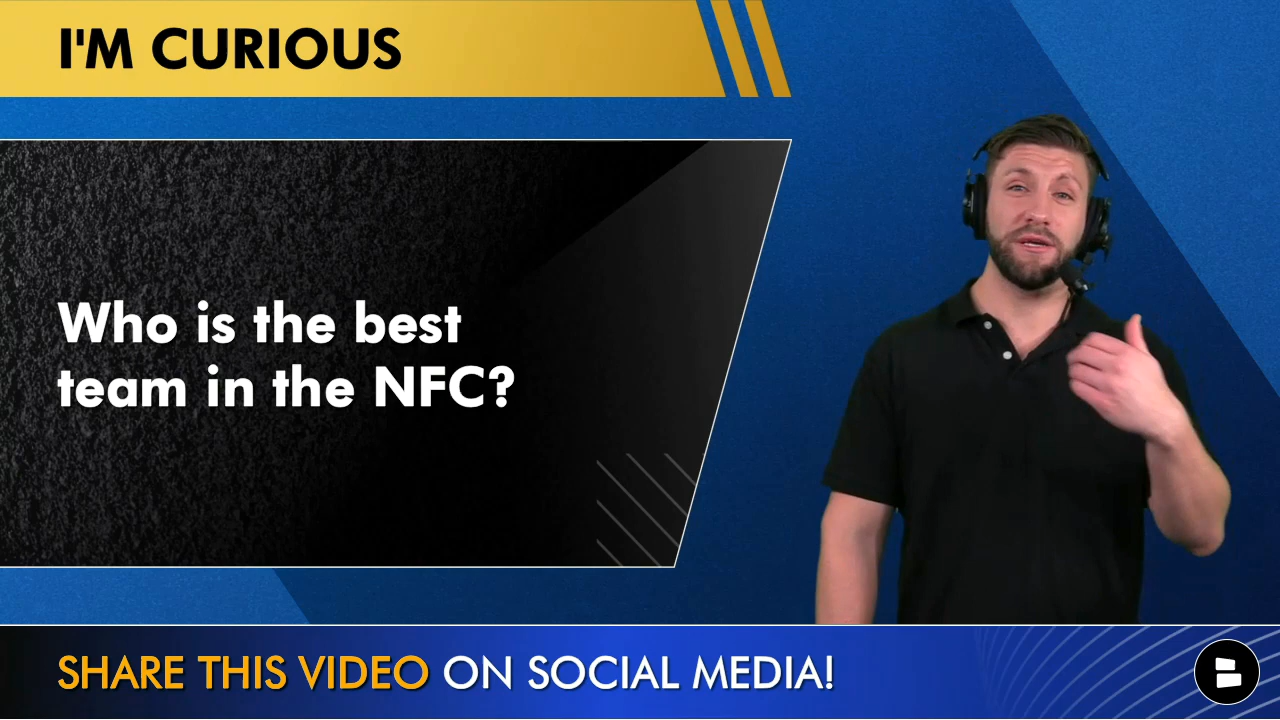 I'M CURIOUS
Who is the best
team in the NFC?
SHARE THIS VIDEO ON SOCIAL MEDIA!